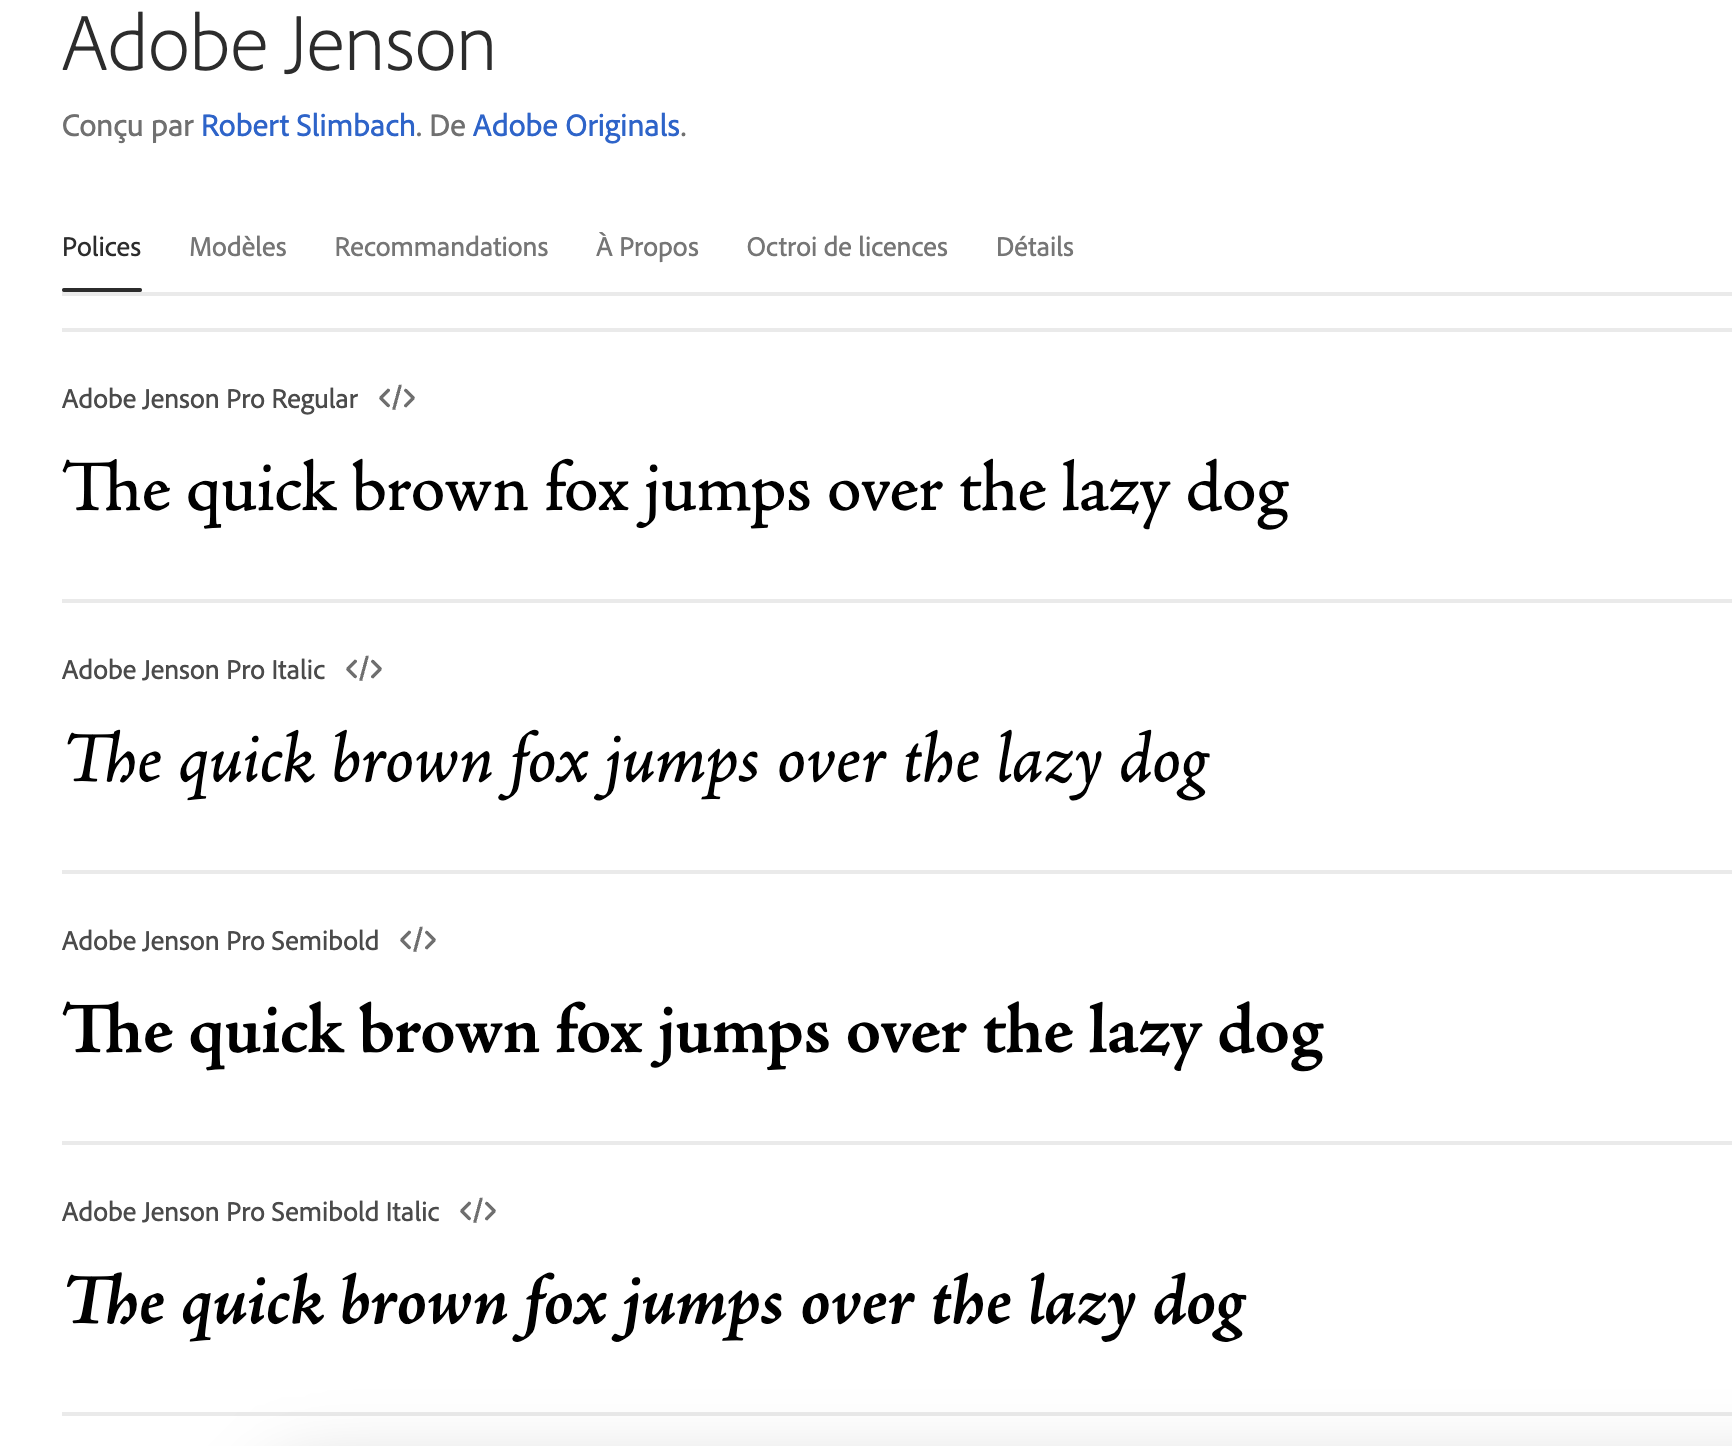 Adobe Jenson
Conçu par Robert Slimbach. De Adobe Originals.
Polices Modèles Recommandations À Propos Octroi de licences Détails
Adobe Jenson Pro Regular </>
The quick brown fox jumps over the lazy dog
Adobe Jenson Pro Italic </>
The quick brown fox jumps over the lazy dog
Adobe Jenson Pro Semibold </>
The quick brown fox jumps over the lazy dog
Adobe Jenson Pro Semibold Italic </>
The quick brown fox jumps over the lazy dog